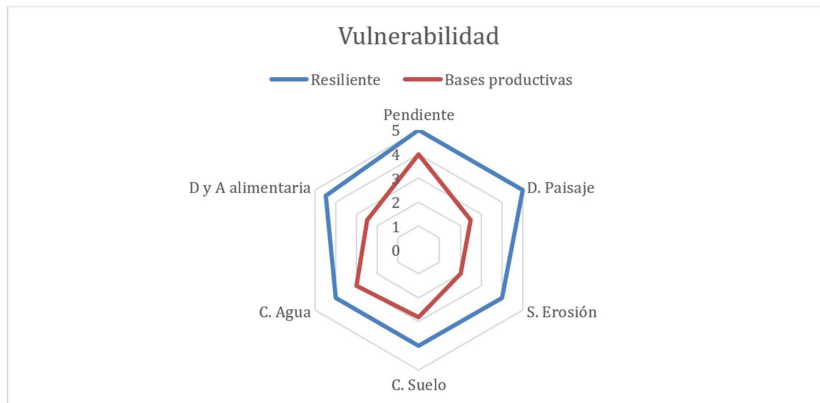 Vulnerabilidad
Resiliente Bases productivas
Pendiente
5
4
3
2
1
0
D y A alimentaria
D. Paisaje
C. Agua
S. Erosión
C. Suelo